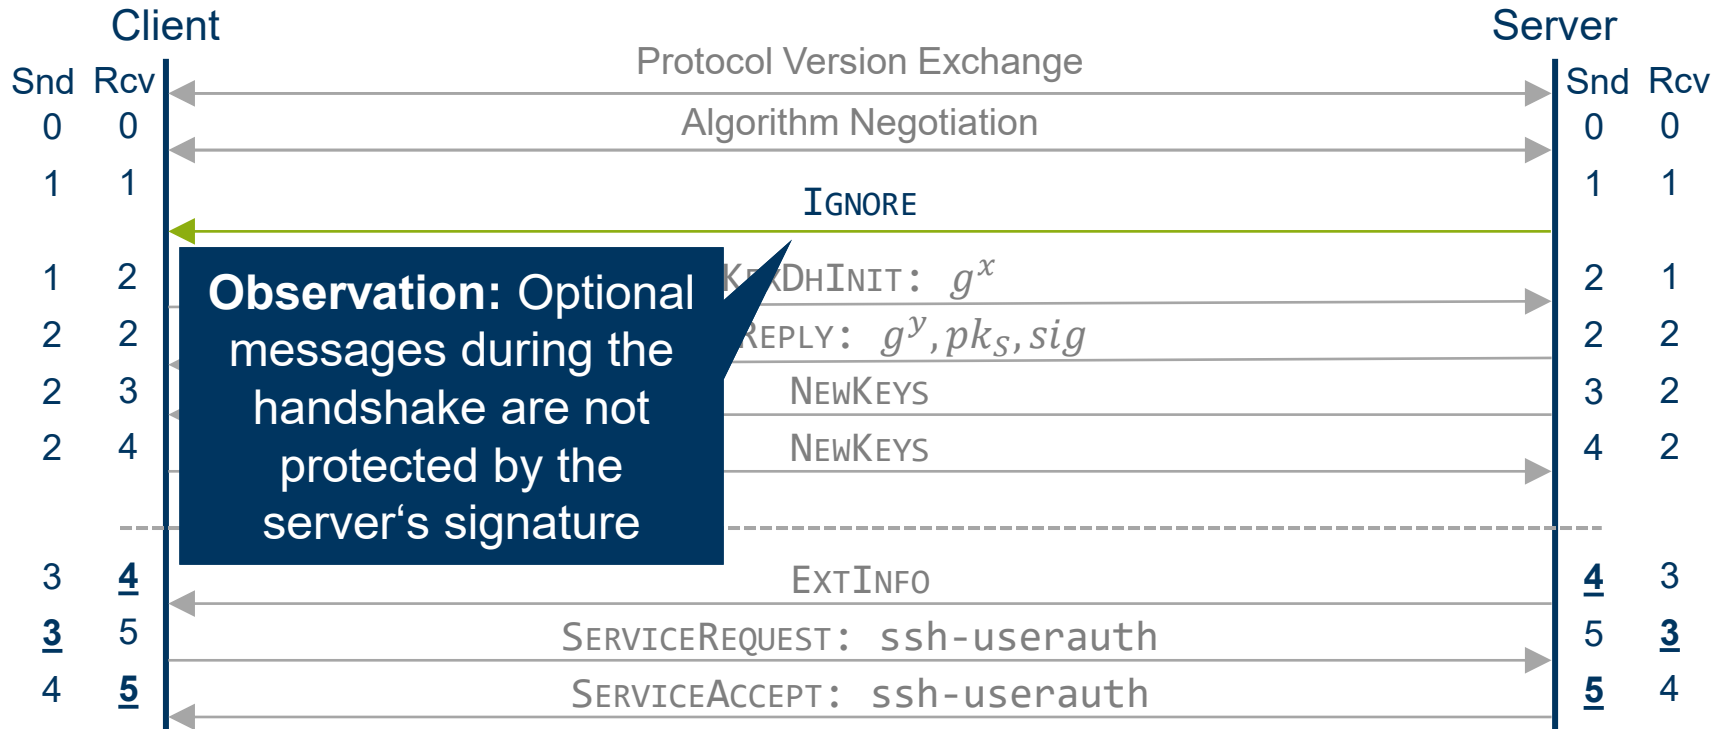 Client Server
Snd Rcv Protocol Version Exchange Snd Rcv
0 0 Algorithm Negotiation 0 0
1 1 1 1
IGNORE
1 2 KEXDHINIT: g^x 2 1
2 2 REPLY: g^y, pk_S, sig 2 2
2 3 NEWKEYS 3 2
2 4 NEWKEYS 4 2
Observation: Optional
messages during the
handshake are not
protected by the
server‘s signature
3 4 EXTINFO 4 3
3 5 SERVICEREQUEST: ssh-userauth 5 3
4 5 SERVICEACCEPT: ssh-userauth 5 4